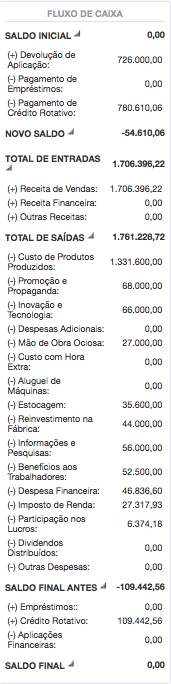 FLUXO DE CAIXA
SALDO INICIAL 0,00
(+) Devolução de
Aplicação: 726.000,00
(-) Pagamento de
Empréstimos: 0,00
(-) Pagamento de
Crédito Rotativo: 780.610,06
NOVO SALDO -54.610,06
TOTAL DE ENTRADAS 1.706.396,22
(+) Receita de Vendas: 1.706.396,22
(+) Receita Financeira: 0,00
(+) Outras Receitas: 0,00
TOTAL DE SAÍDAS 1.761.228,72
(-) Custo de Produtos
Produzidos: 1.331.600,00
(-) Promoção e
Propaganda: 68.000,00
(-) Inovação e
Tecnologia: 66.000,00
(-) Despesas Adicionais: 0,00
(-) Mão de Obra Ociosa: 27.000,00
(-) Custo com Hora
Extra: 0,00
(-) Aluguel de
Máquinas: 0,00
(-) Estocagem: 35.600,00
(-) Reinvestimento na
Fábrica: 44.000,00
(-) Informações e
Pesquisas: 56.000,00
(-) Benefícios aos
Trabalhadores: 52.500,00
(-) Despesa Financeira: 46.836,60
(-) Imposto de Renda: 27.317,93
(-) Participação nos
Lucros: 6.374,18
(-) Dividendos
Distribuídos: 0,00
(-) Outras Despesas: 0,00
SALDO FINAL ANTES -109.442,56
(+) Empréstimos:: 0,00
(+) Crédito Rotativo: 109.442,56
(-) Aplicações
Financeiras: 0,00
SALDO FINAL 0,00